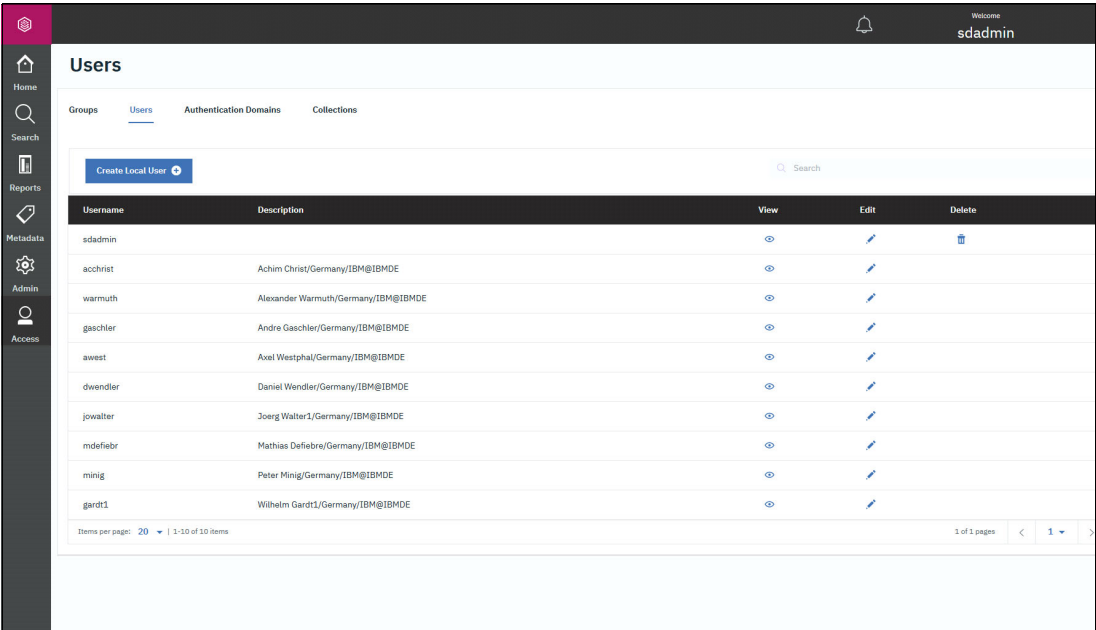 Welcome
sdadmin
Home
Search
Reports
Metadata
Admin
Access
Users
Groups Users Authentication Domains Collections
Create Local User
Search
Username Description View Edit Delete
sdadmin
acchrist Achim Christ/Germany/IBM@IBMDE
warmuth Alexander Warmuth/Germany/IBM@IBMDE
gaschler Andre Gaschler/Germany/IBM@IBMDE
awest Axel Westphal/Germany/IBM@IBMDE
dwendler Daniel Wendler/Germany/IBM@IBMDE
jowalter Joerg Walter1/Germany/IBM@IBMDE
mdefiebr Mathias Defiebre/Germany/IBM@IBMDE
minig Peter Minig/Germany/IBM@IBMDE
gardt1 Wilhelm Gardt1/Germany/IBM@IBMDE
Items per page: 20 | 1-10 of 10 items 1 of 1 pages < 1 >